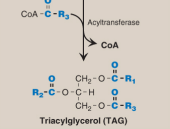 O
CoA-C-R₃
Acyltransferase
CoA
O
CH₂-O-C-R₁
O
R₂-C-O-C-H
O
CH₂-O-C-R₃
Triacylglycerol (TAG)